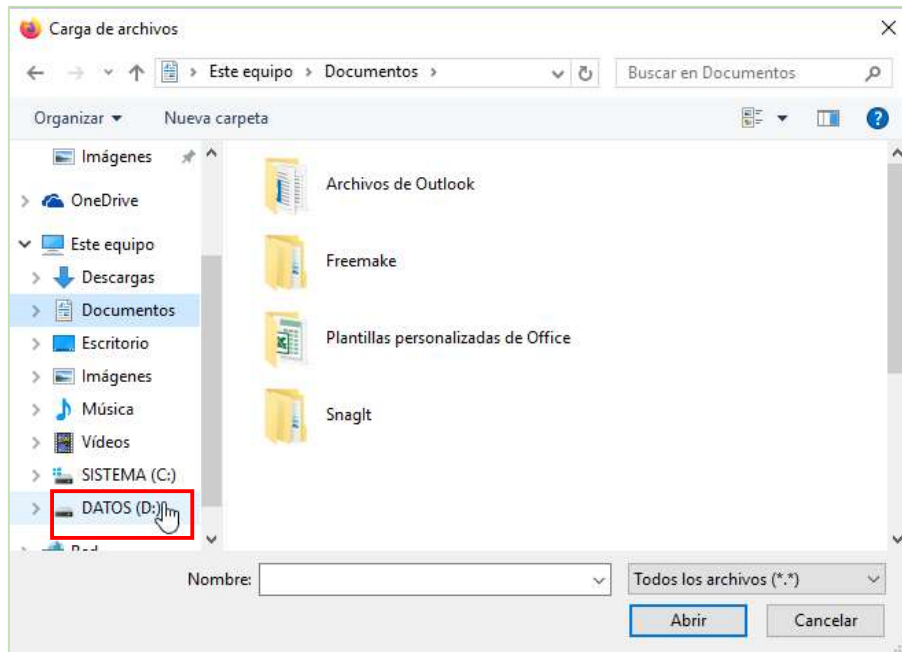 Carga de archivos
Este equipo > Documentos >
Buscar en Documentos
Organizar
Nueva carpeta
Imágenes
OneDrive
Este equipo
Descargas
Documentos
Escritorio
Imágenes
Música
Vídeos
SISTEMA (C:)
DATOS (D:)
Red
Archivos de Outlook
Freemake
Plantillas personalizadas de Office
SnagIt
Nombre:
Todos los archivos (*.*)
Abrir
Cancelar